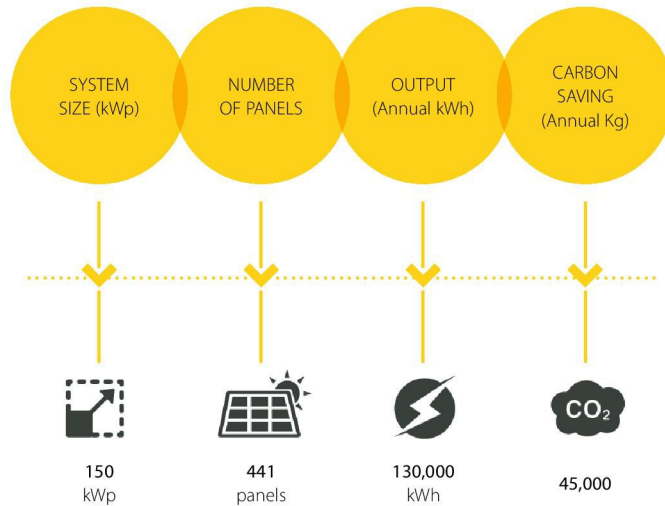 SYSTEM
SIZE (kWp)
NUMBER
OF PANELS
OUTPUT
(Annual kWh)
CARBON
SAVING
(Annual Kg)
CO₂
150
kWp
441
panels
130,000
kWh
45,000